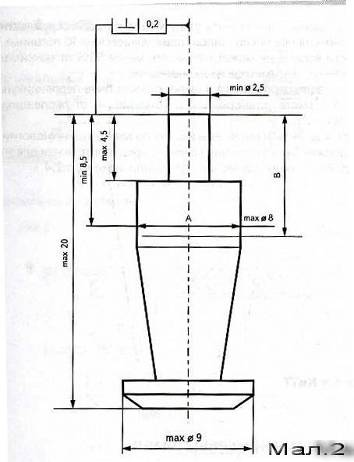 ⊥ 0,2
min ø 2,5
max 4,5
min 8,5
B
A
max ø 8
max 20
max ø 9
Мал.2